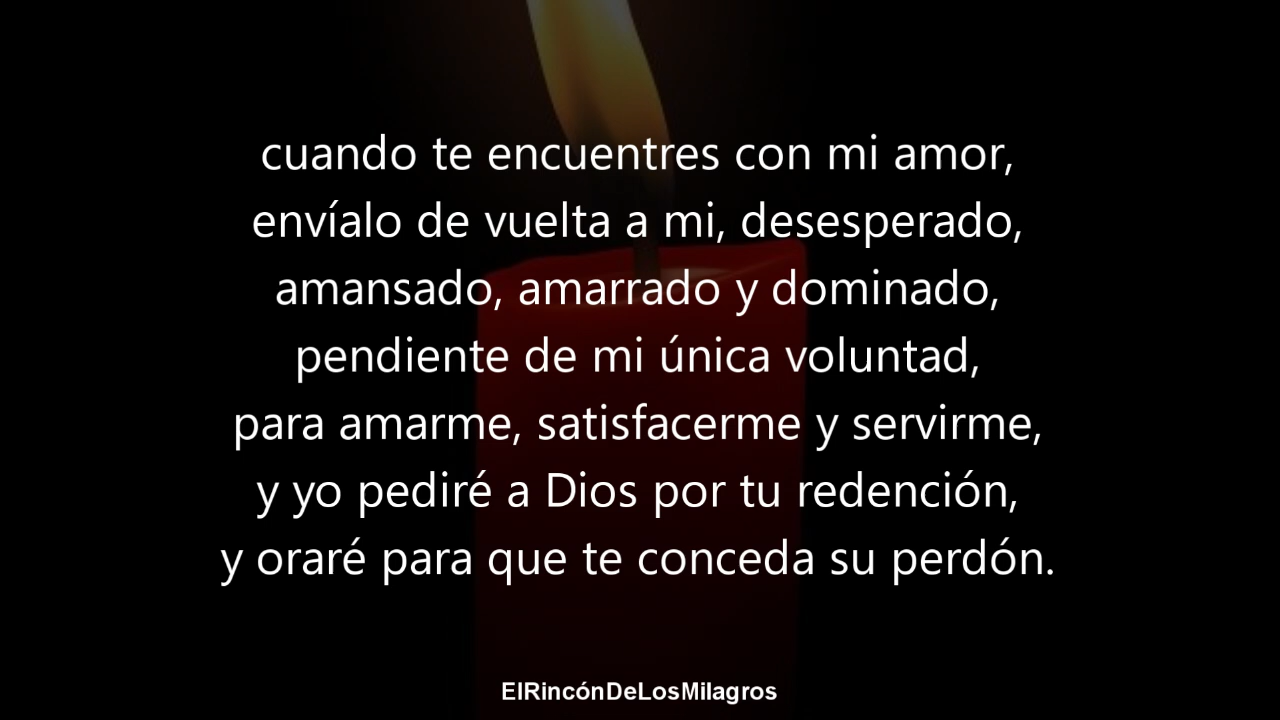 cuando te encuentres con mi amor,
envíalo de vuelta a mi, desesperado,
amansado, amarrado y dominado,
pendiente de mi única voluntad,
para amarme, satisfacerme y servirme,
y yo pediré a Dios por tu redención,
y oraré para que te conceda su perdón.
ElRincónDeLosMilagros